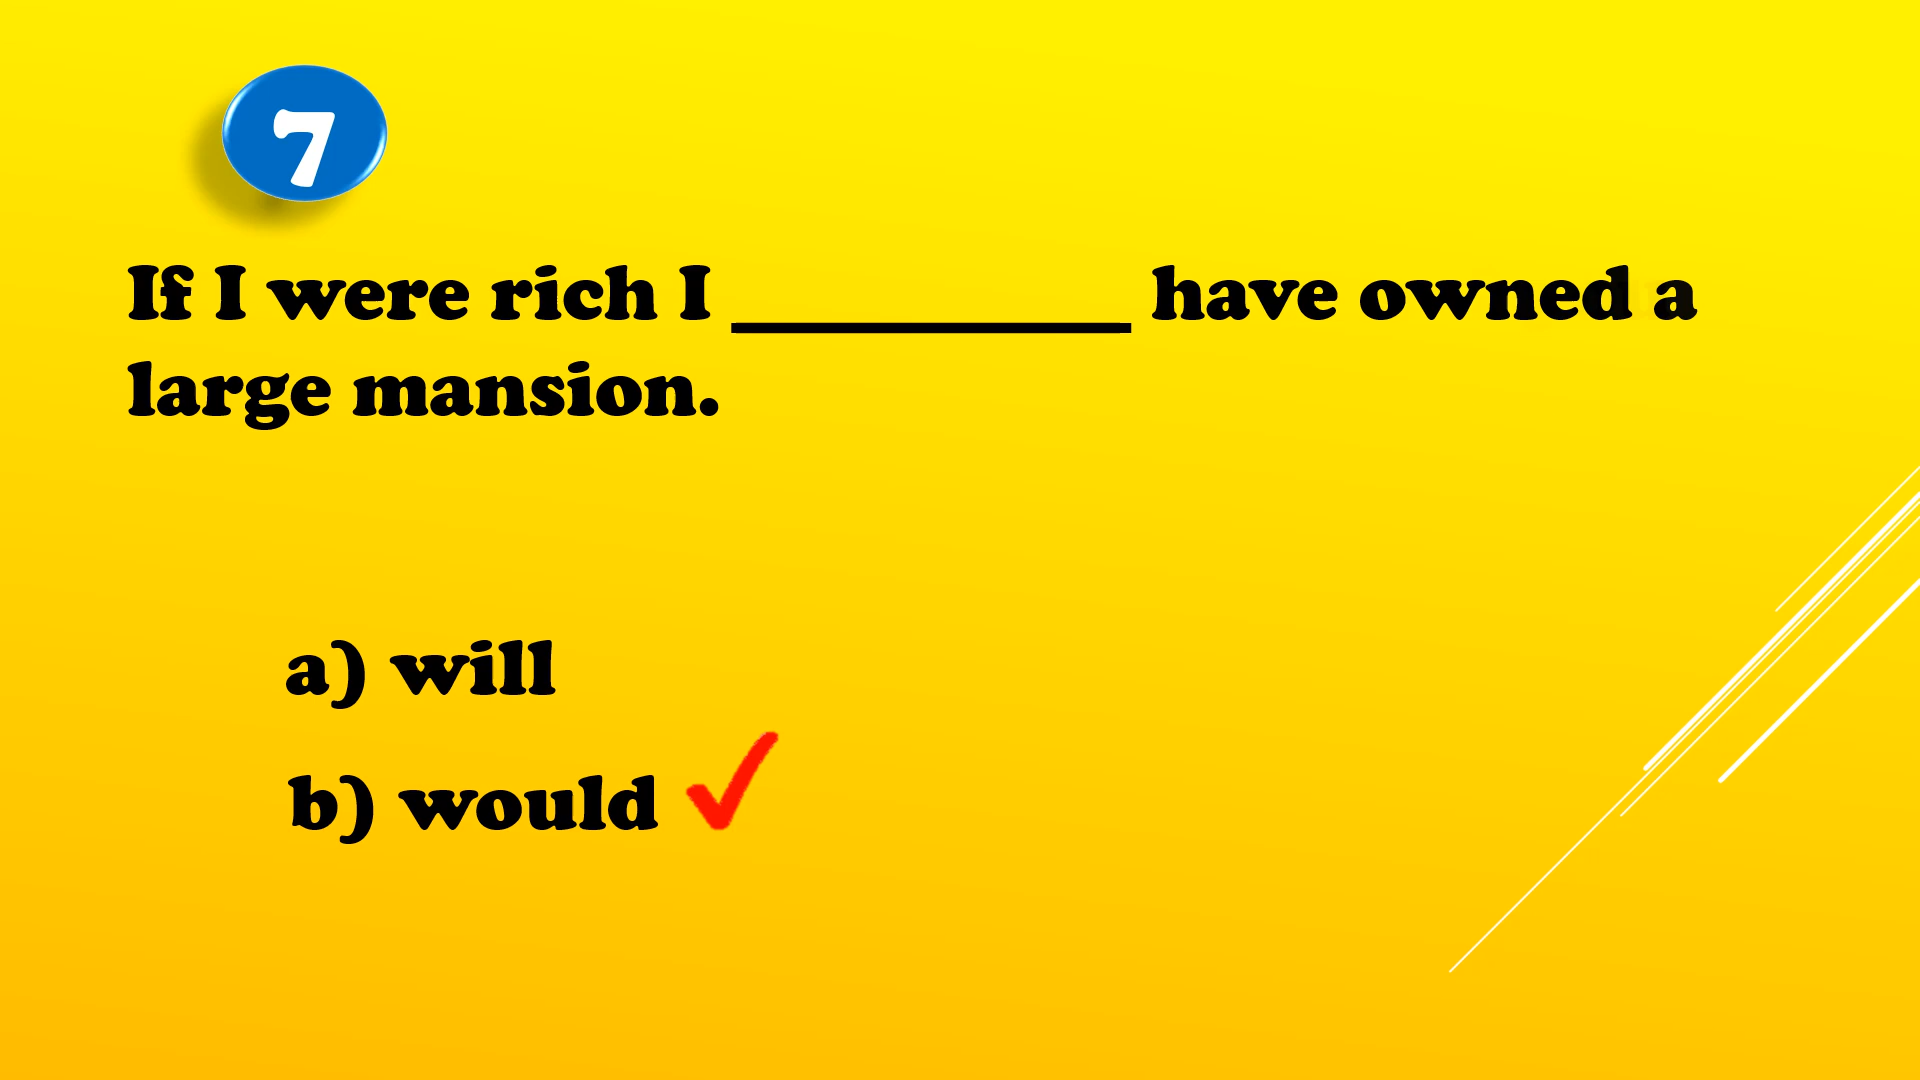 7
If I were rich I __________ have owned a
large mansion.
a) will
b) would